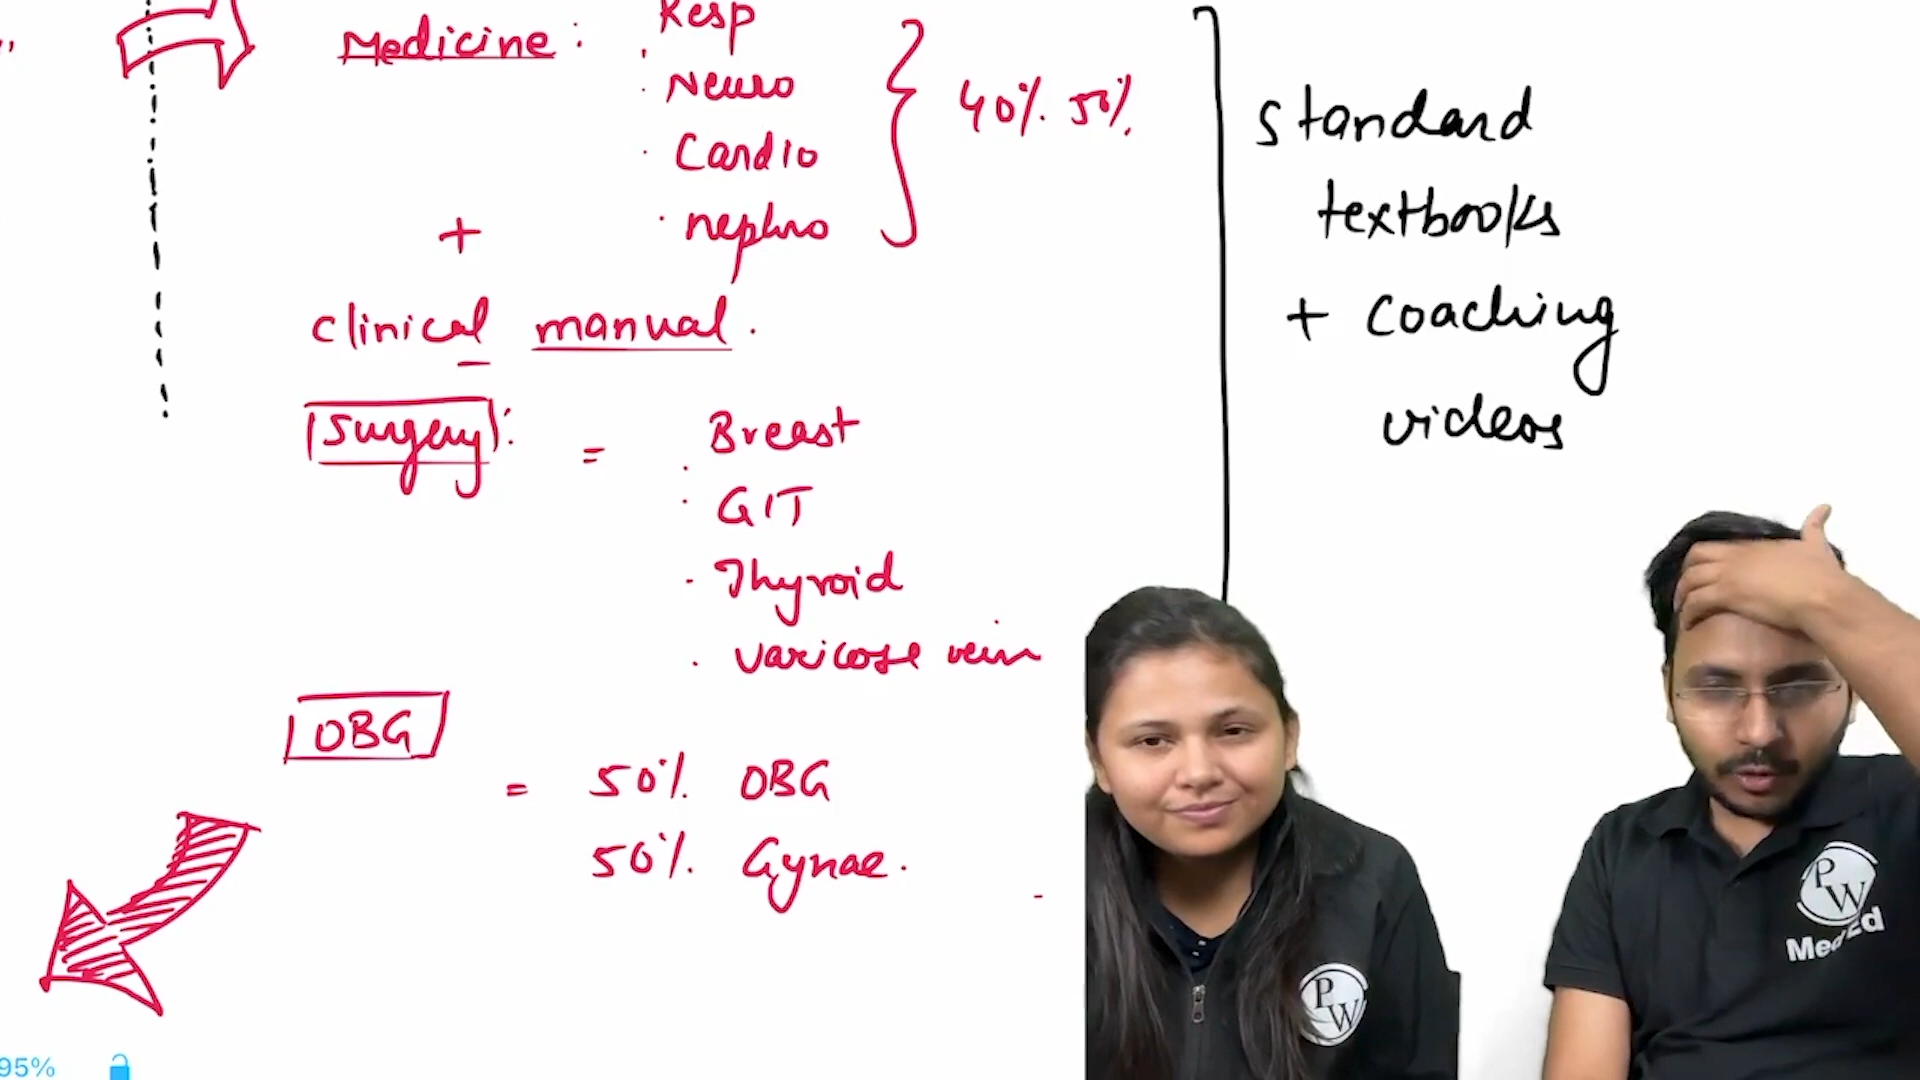 Resp
Medicine:
Neuro
40% 50%
Cardio
nephro
+
clinical manual.
Surgery: = Breast
GIT
Thyroid
varicose vein
OBG
= 50% OBG
50% Gynae.
standard
textbooks
+ coaching
videos
PW
PW
MedEd
95%